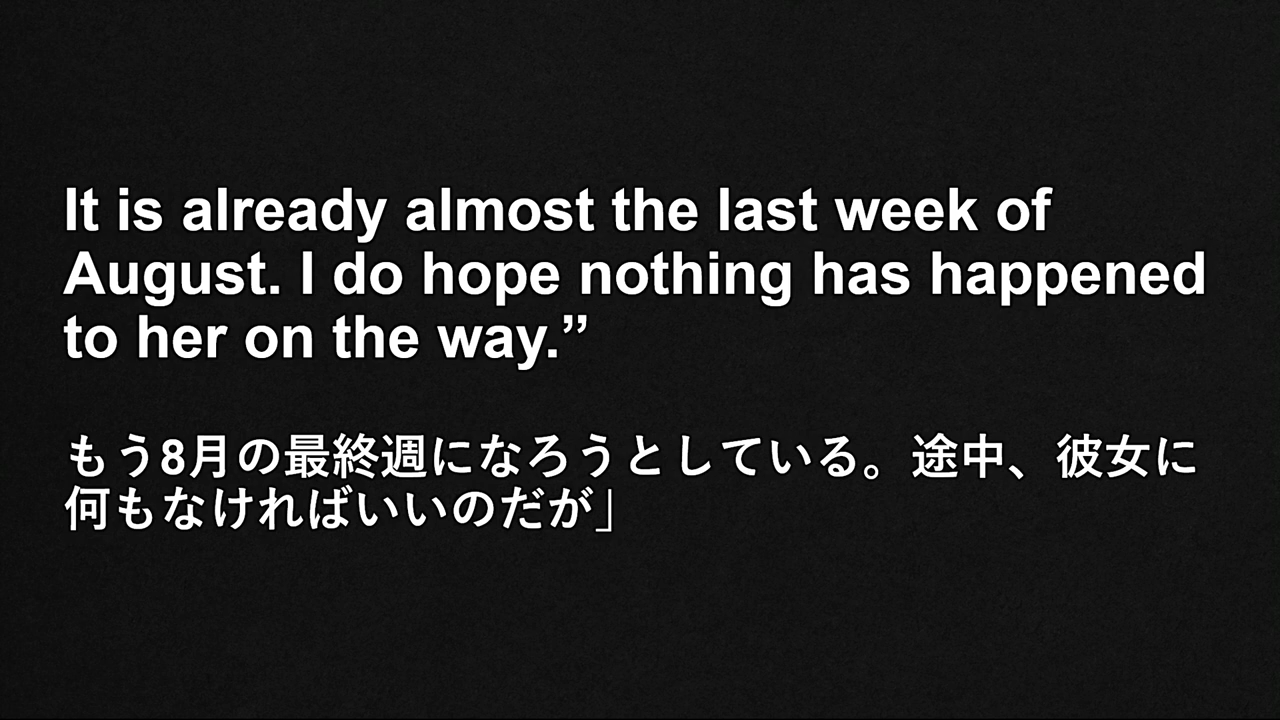 It is already almost the last week of
August. I do hope nothing has happened
to her on the way.”
もう8月の最終週になろうとしている。途中、彼女に
何もなければいいのだが」